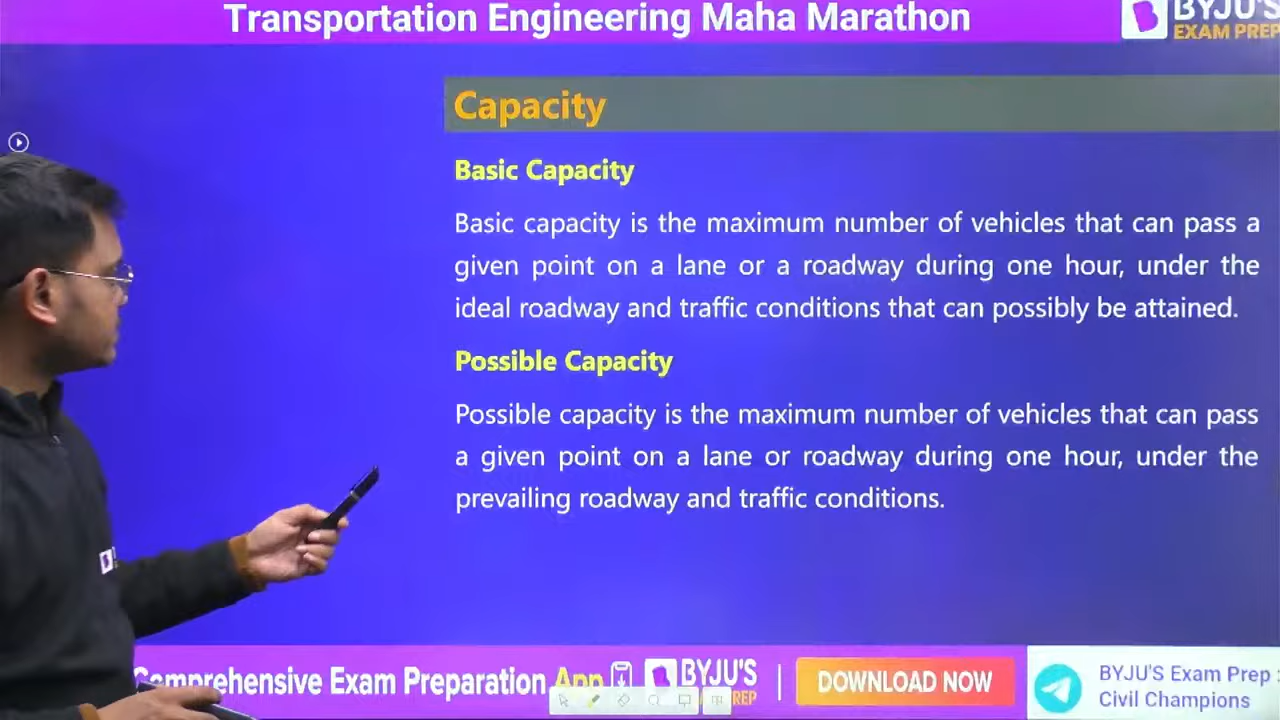 Transportation Engineering Maha Marathon
BYJU'S
EXAM PREP
Capacity
Basic Capacity
Basic capacity is the maximum number of vehicles that can pass a
given point on a lane or a roadway during one hour, under the
ideal roadway and traffic conditions that can possibly be attained.
Possible Capacity
Possible capacity is the maximum number of vehicles that can pass
a given point on a lane or roadway during one hour, under the
prevailing roadway and traffic conditions.
Comprehensive Exam Preparation App
BYJU'S
PREP
DOWNLOAD NOW
BYJU'S Exam Prep :
Civil Champions